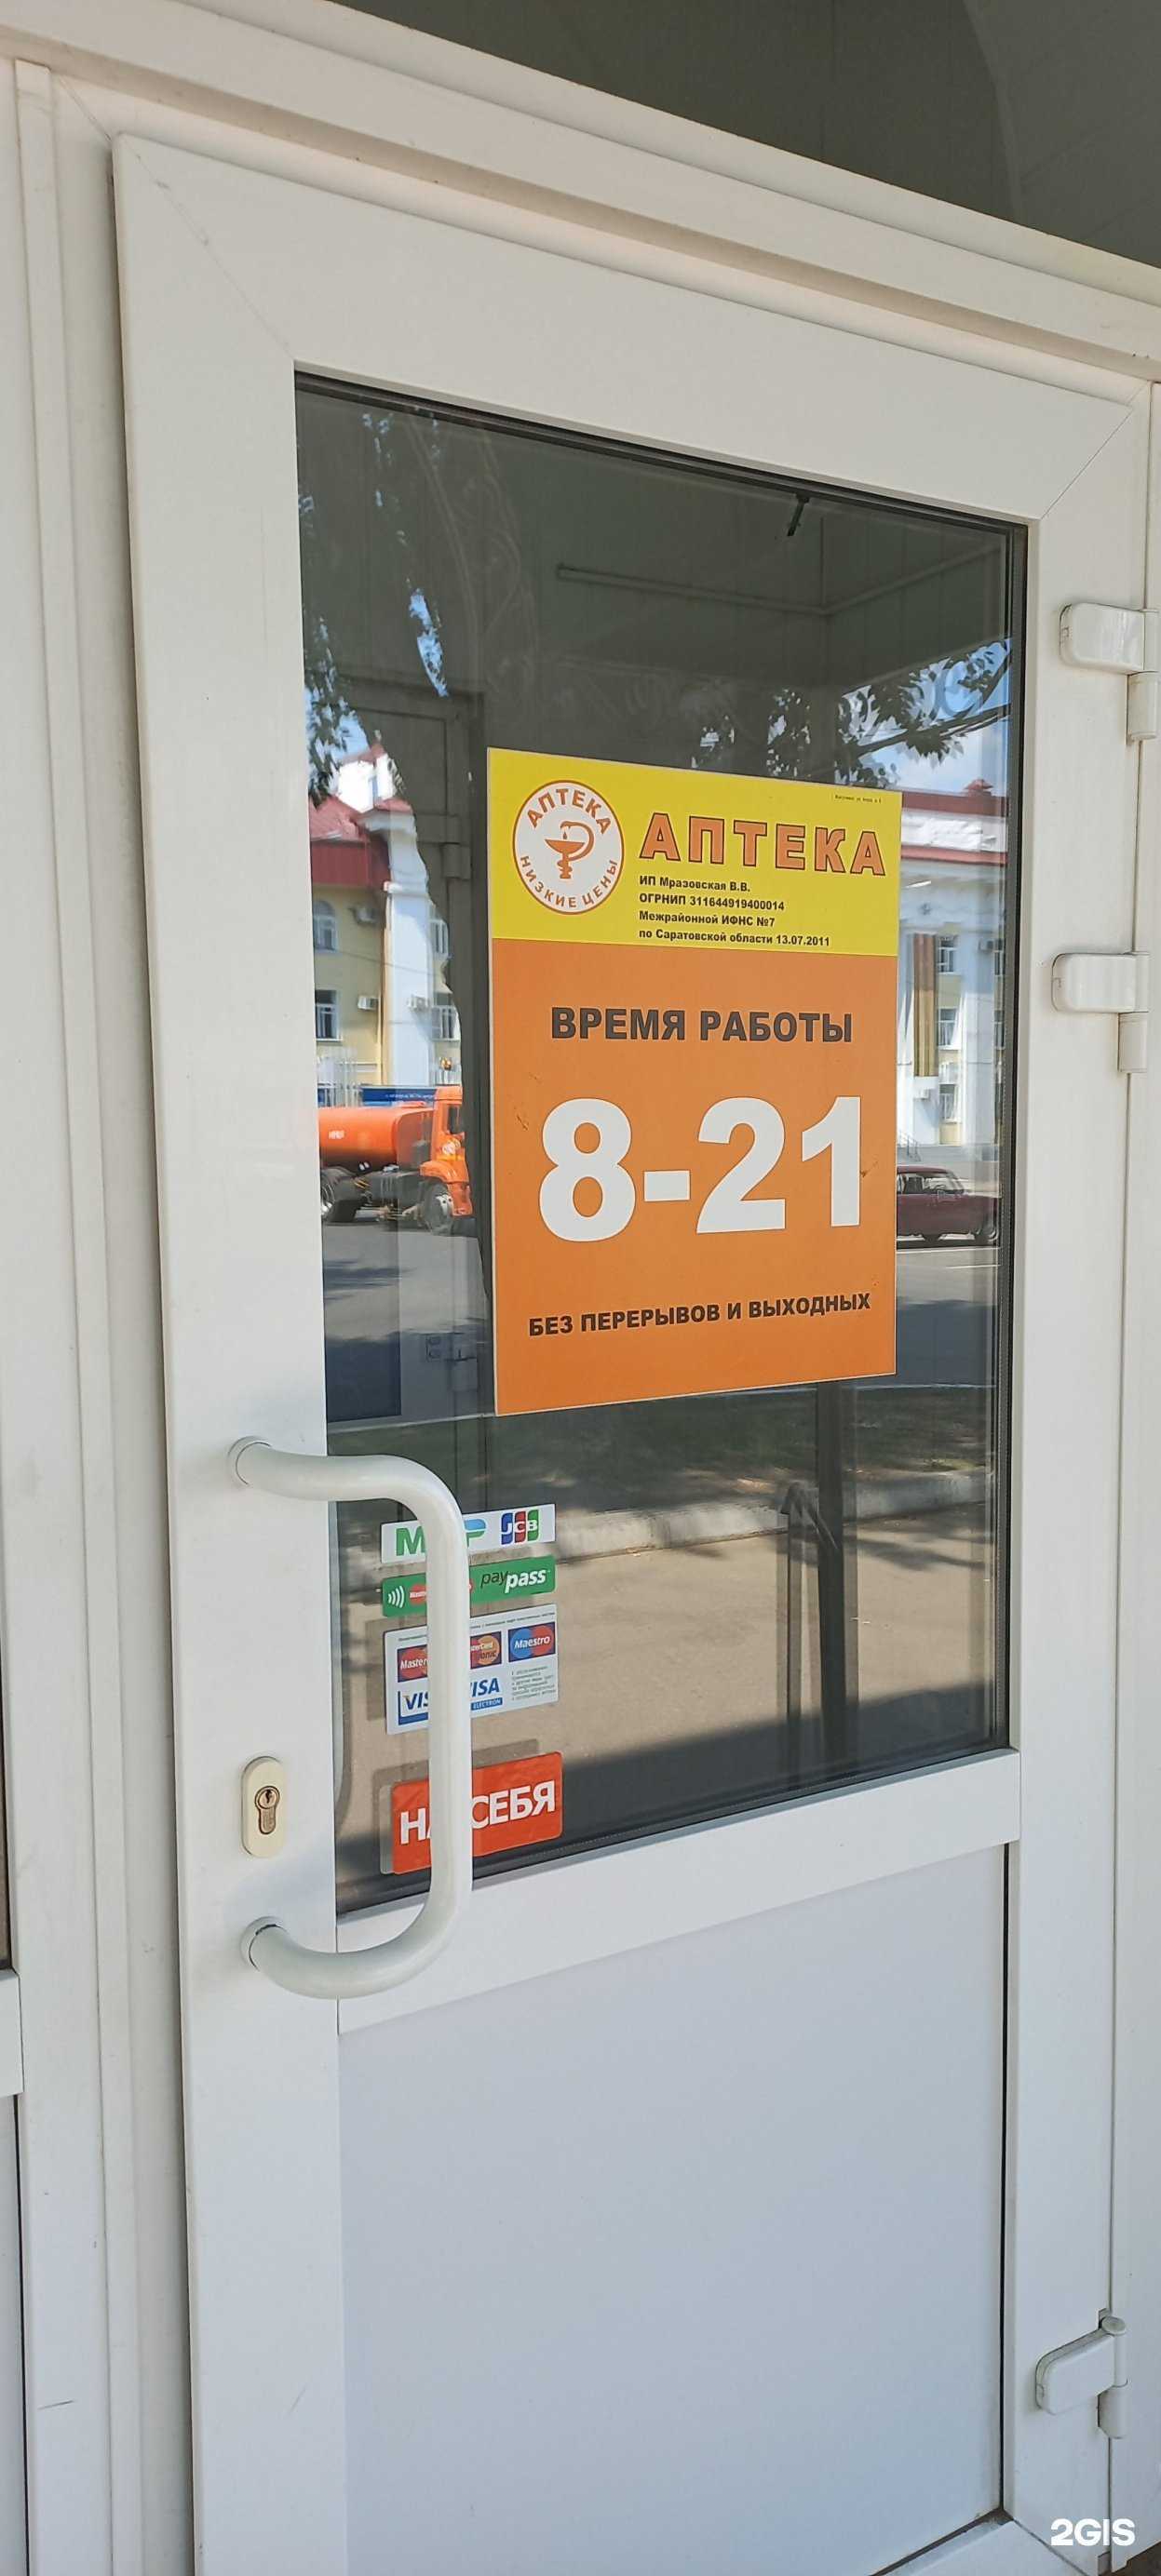 АПТЕКА
НИЗКИЕ ЦЕНЫ
АПТЕКА
ИП Мразовская В.В.
ОГРНИП 311644919400014
Межрайонной ИФНС №7
по Саратовской области 13.07.2011
ВРЕМЯ РАБОТЫ
8-21
БЕЗ ПЕРЕРЫВОВ И ВЫХОДНЫХ
JCB
paypass
Maestro
VISA
ELECTRON
СЕБЯ
2GIS